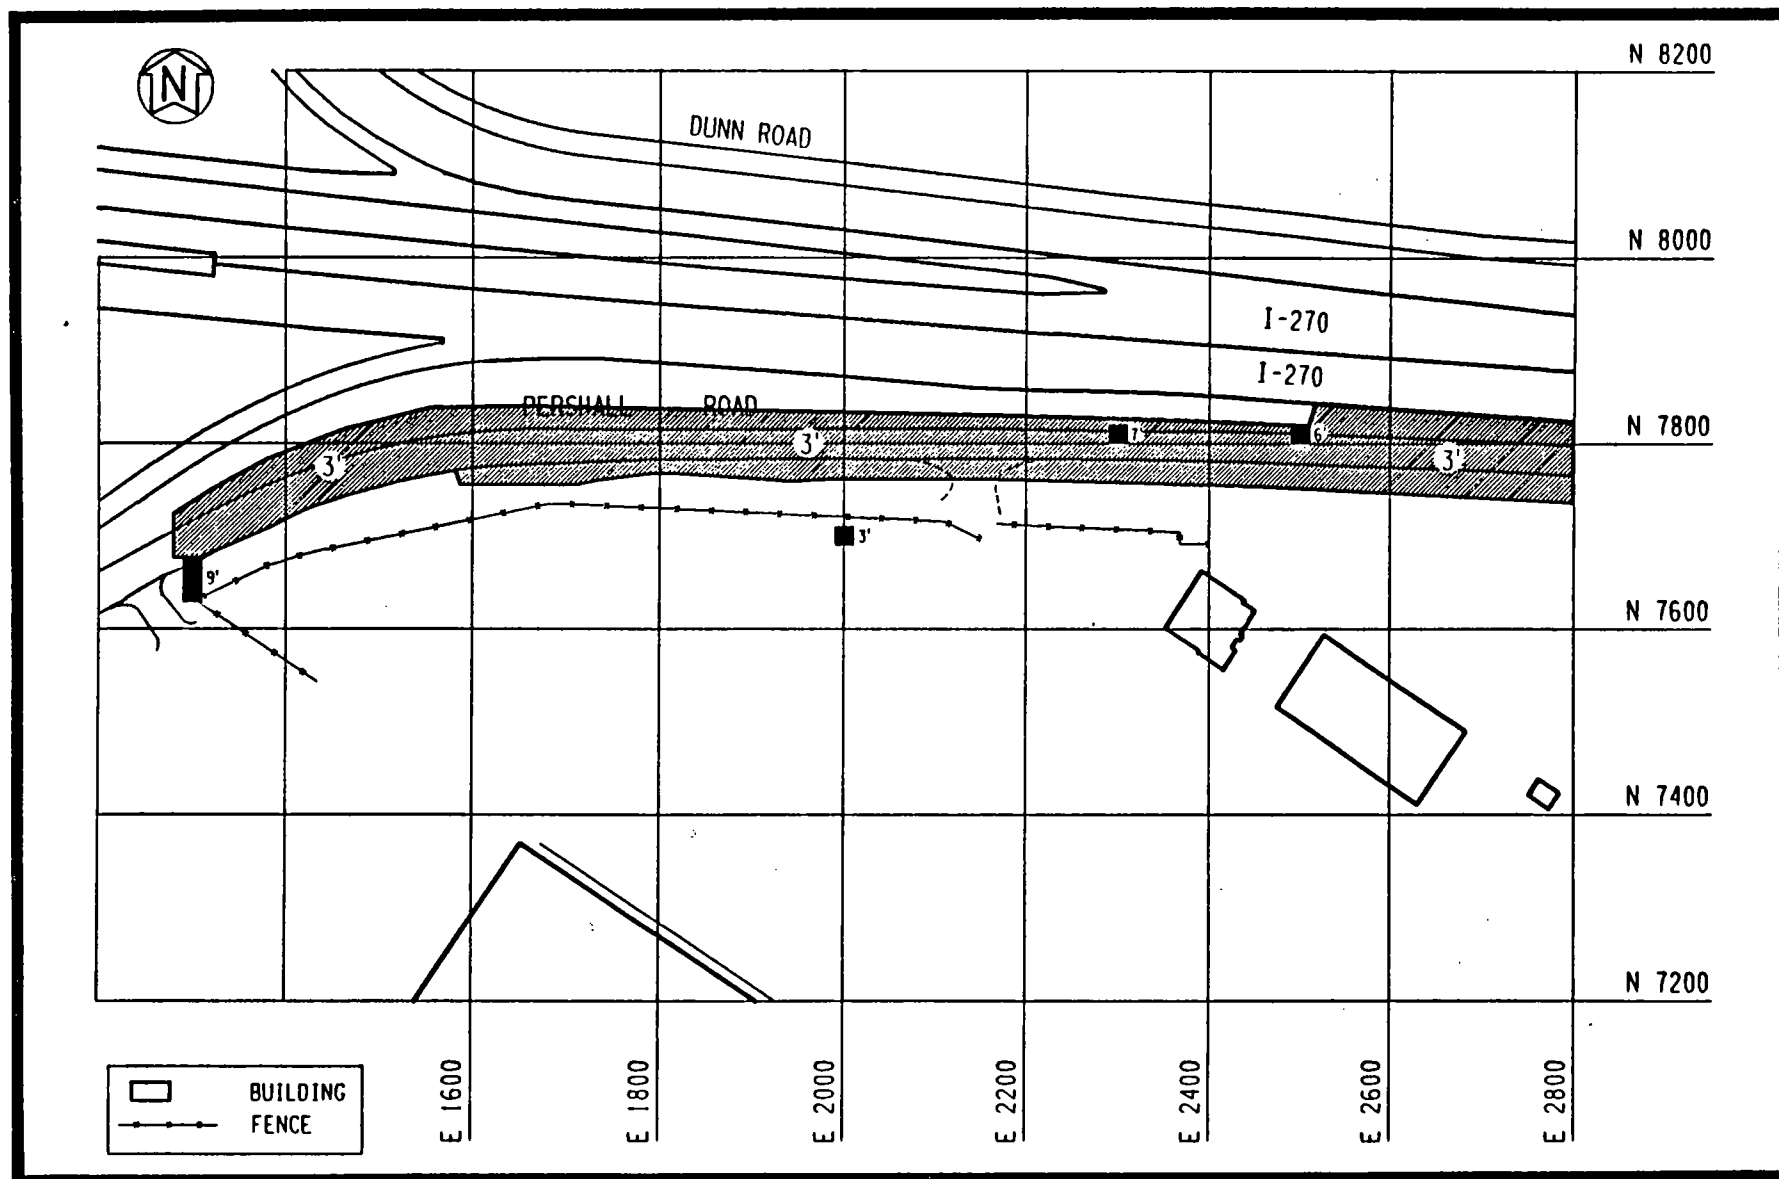 N 8200
N
DUNN ROAD
N 8000
I-270
I-270
PERSHALL ROAD
N 7800
3'
3'
7'
6'
3'
3'
9'
N 7600
N 7400
N 7200
E 1600
E 1800
E 2000
E 2200
E 2400
E 2600
E 2800
BUILDING
FENCE